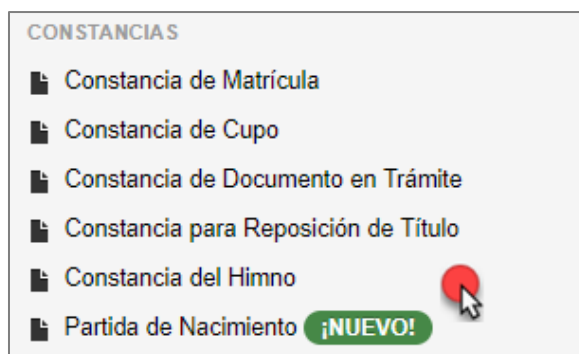 CONSTANCIAS
Constancia de Matrícula
Constancia de Cupo
Constancia de Documento en Trámite
Constancia para Reposición de Título
Constancia del Himno
Partida de Nacimiento ¡NUEVO!